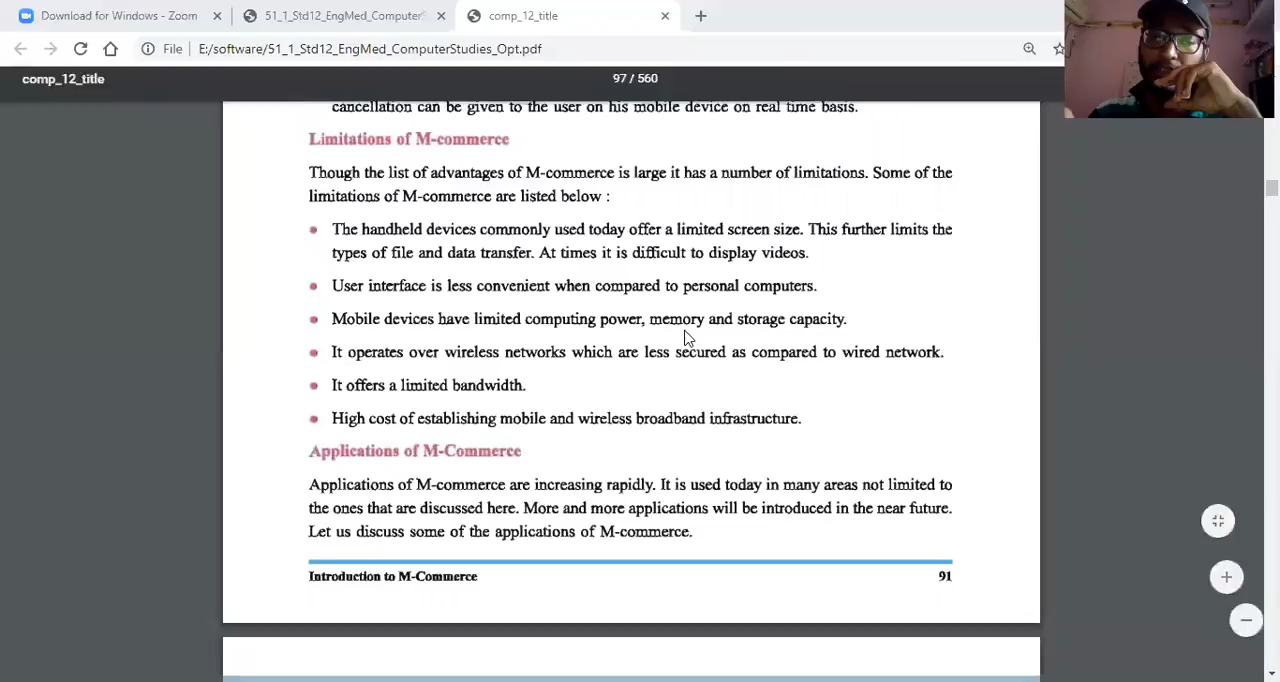 Download for Windows - Zoom
51_1_Std12_EngMed_ComputerS
comp_12_title
File
E:/software/51_1_Std12_EngMed_ComputerStudies_Opt.pdf
comp_12_title
97 / 560
cancellation can be given to the user on his mobile device on real time basis.
Limitations of M-commerce
Though the list of advantages of M-commerce is large it has a number of limitations. Some of the
limitations of M-commerce are listed below :
• The handheld devices commonly used today offer a limited screen size. This further limits the
types of file and data transfer. At times it is difficult to display videos.
• User interface is less convenient when compared to personal computers.
• Mobile devices have limited computing power, memory and storage capacity.
• It operates over wireless networks which are less secured as compared to wired network.
• It offers a limited bandwidth.
• High cost of establishing mobile and wireless broadband infrastructure.
Applications of M-Commerce
Applications of M-commerce are increasing rapidly. It is used today in many areas not limited to
the ones that are discussed here. More and more applications will be introduced in the near future.
Let us discuss some of the applications of M-commerce.
Introduction to M-Commerce
91